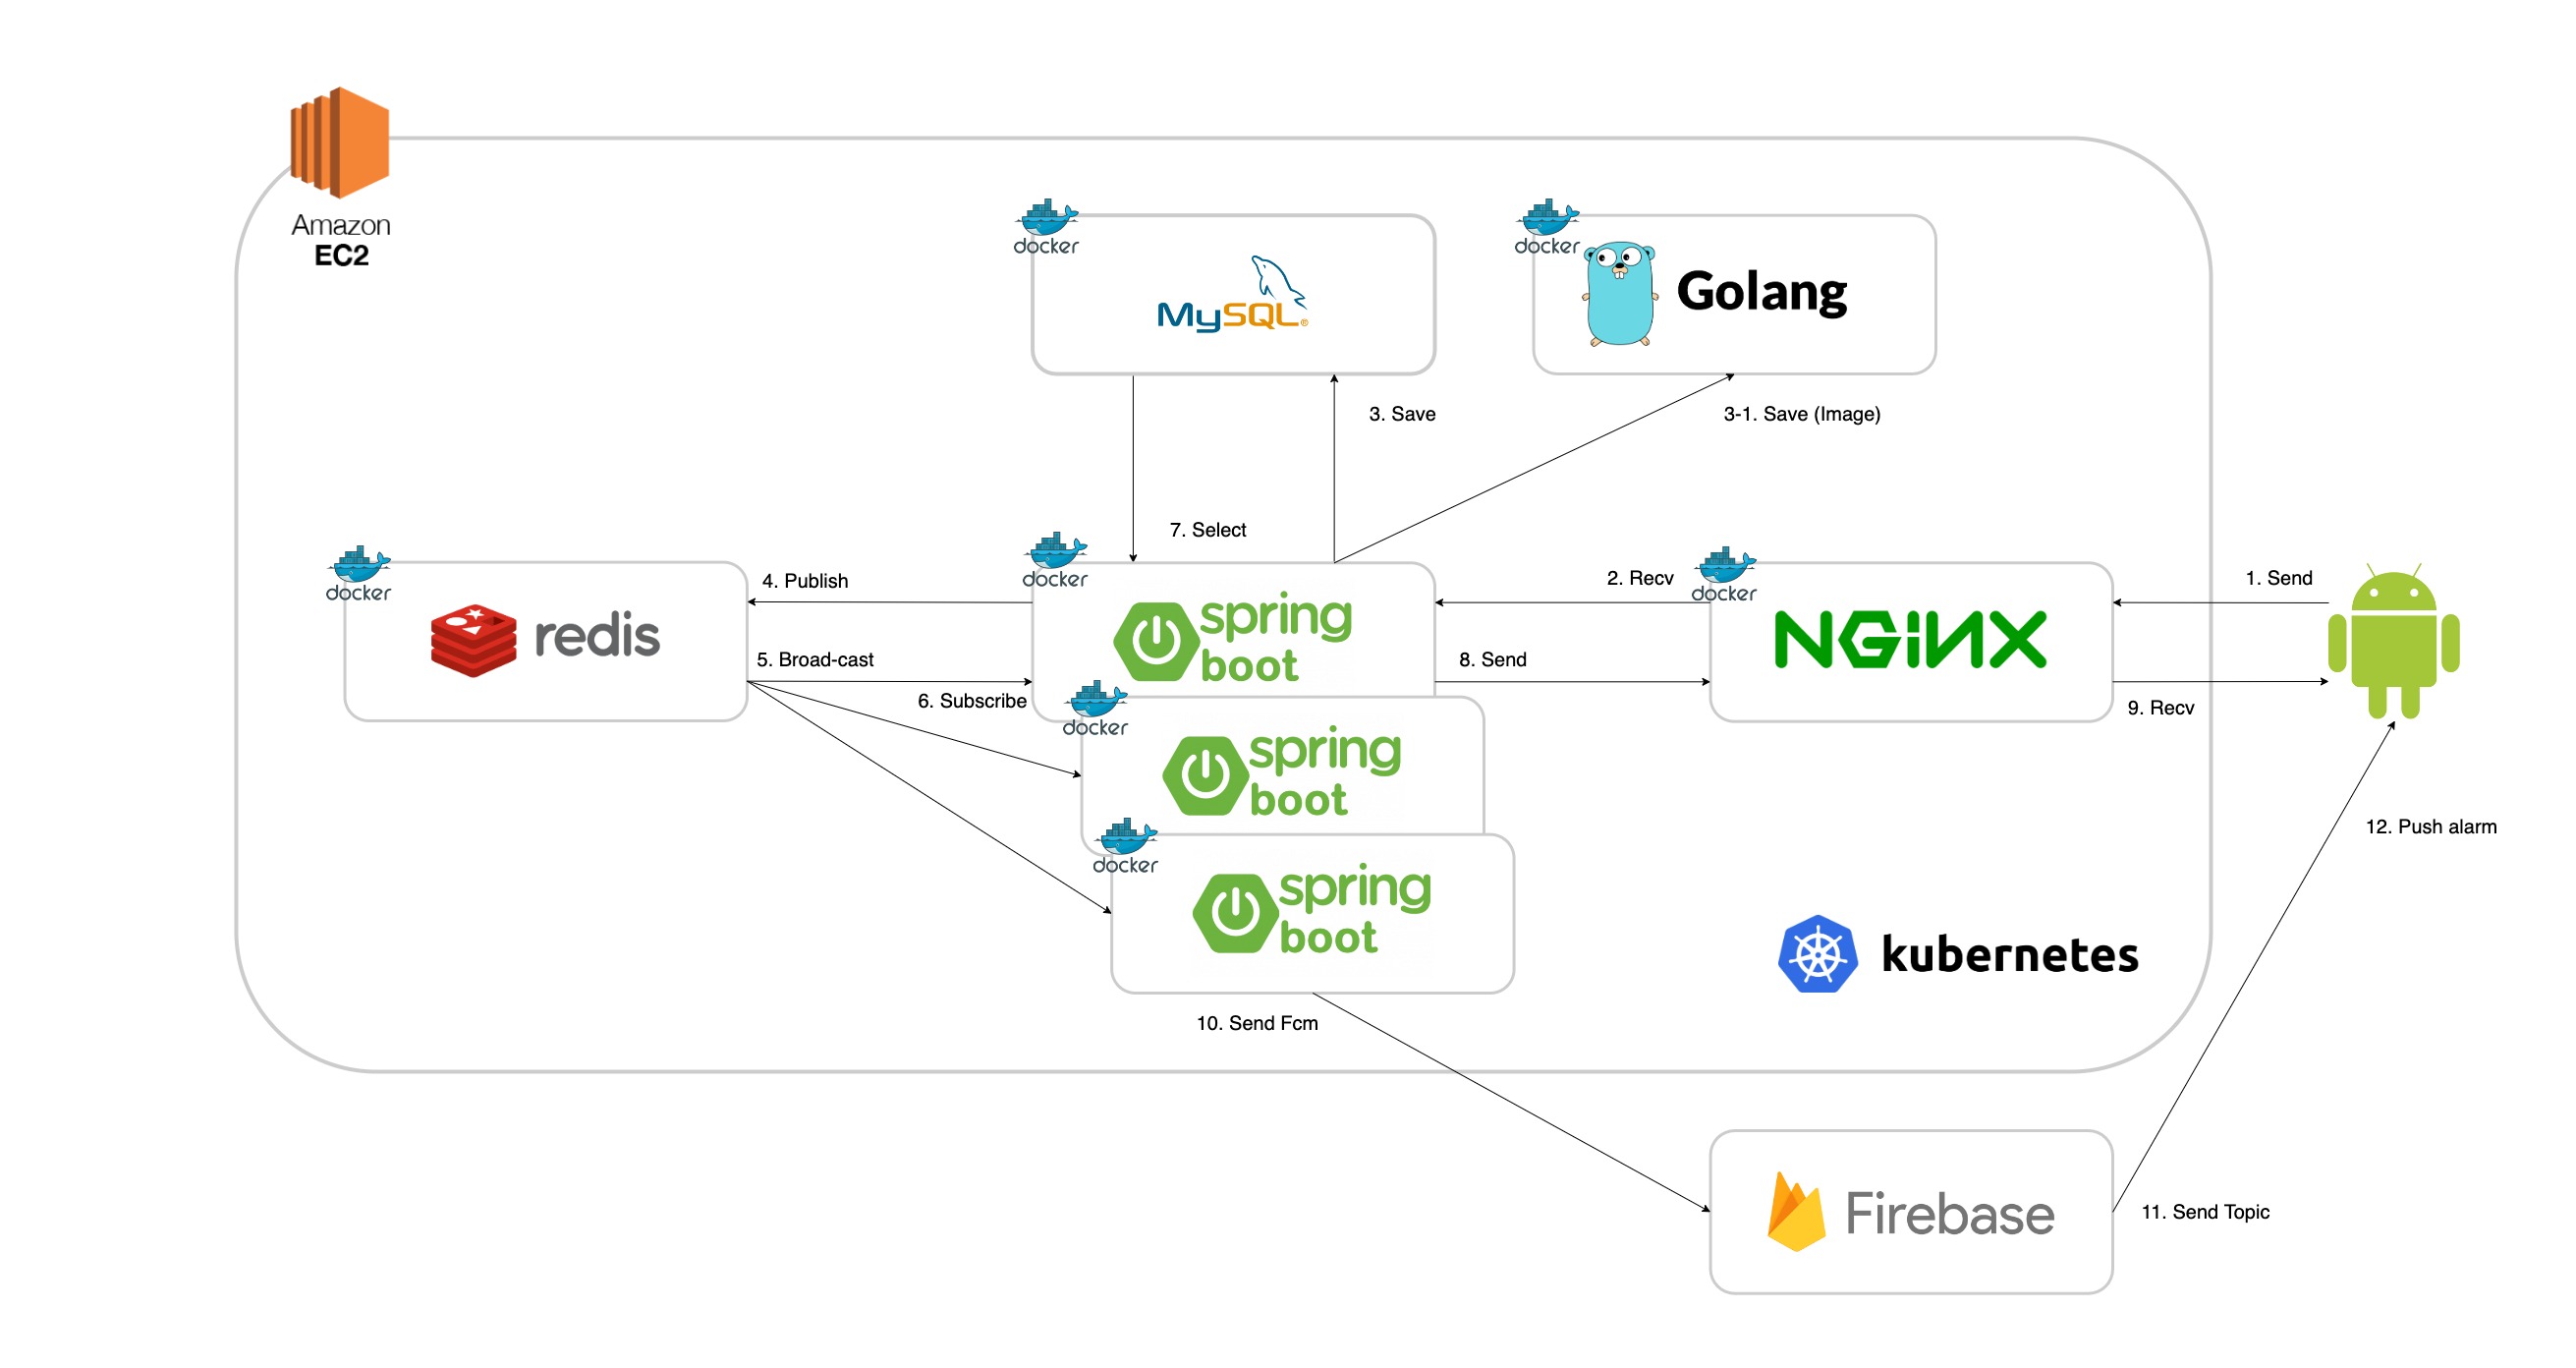 Amazon
EC2
docker
MySQL®
docker
Golang
3. Save
3-1. Save (Image)
7. Select
docker
redis
4. Publish
5. Broad-cast
6. Subscribe
docker
spring
boot
2. Recv
8. Send
docker
NGiNX
1. Send
9. Recv
docker
spring
boot
12. Push alarm
docker
spring
boot
kubernetes
10. Send Fcm
Firebase
11. Send Topic